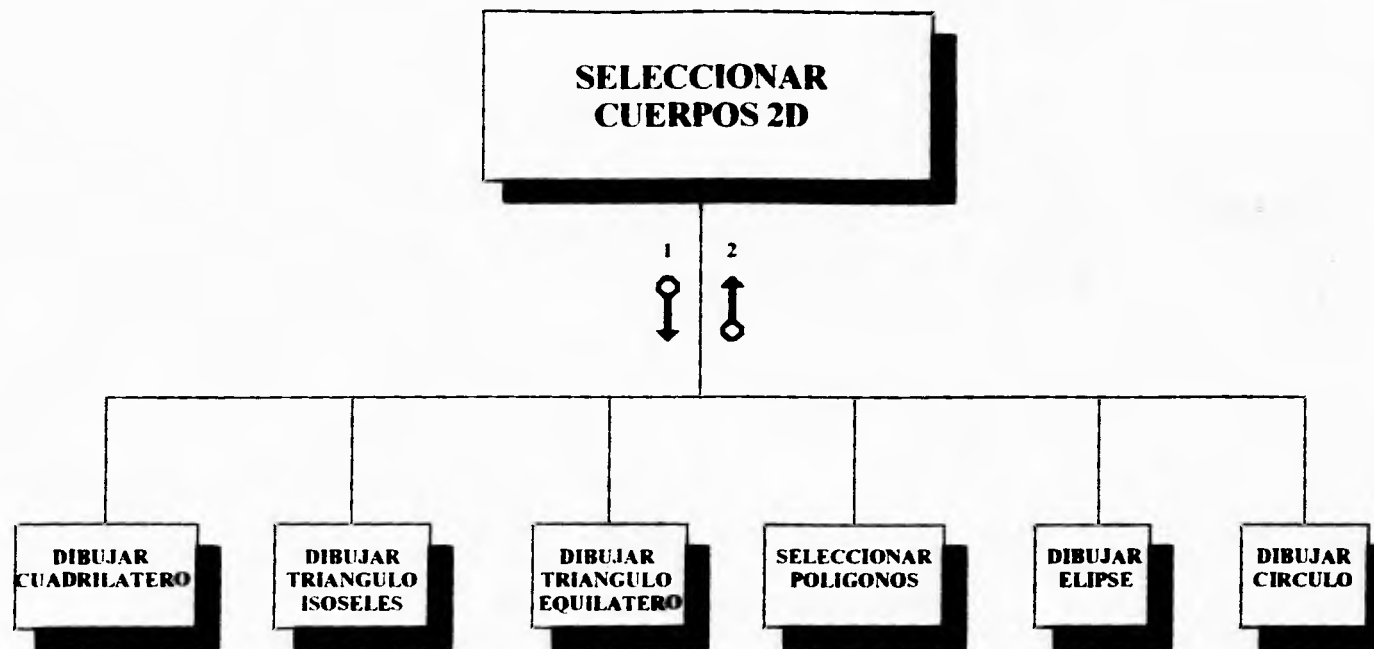 SELECCIONAR
CUERPOS 2D
1 2
DIBUJAR
CUADRILATERO
DIBUJAR
TRIANGULO
ISOSELES
DIBUJAR
TRIANGULO
EQUILATERO
SELECCIONAR
POLIGONOS
DIBUJAR
ELIPSE
DIBUJAR
CIRCULO